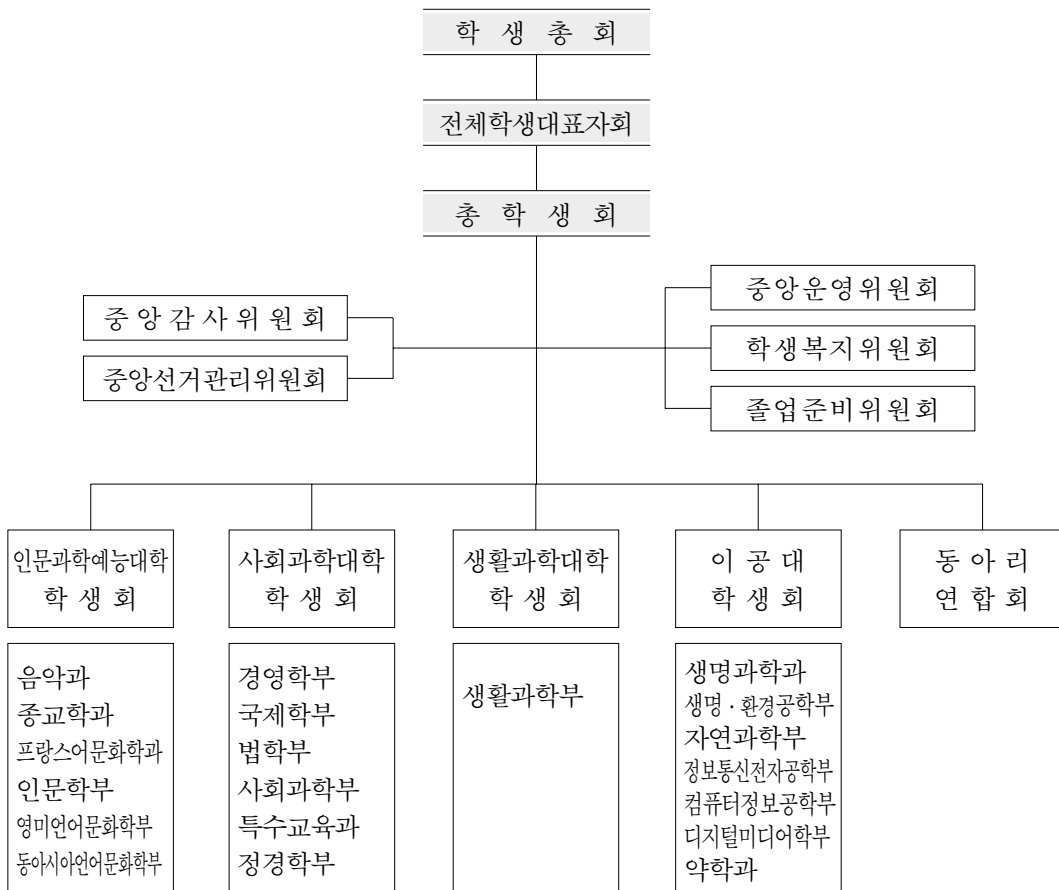 학생총회
전체학생대표자회
총학생회
중앙감사위원회
중앙선거관리위원회
중앙운영위원회
학생복지위원회
졸업준비위원회
인문과학예능대학
학생회
사회과학대학
학생회
생활과학대학
학생회
이공대
학생회
동아리
연합회
음악과
종교학과
프랑스어문화학과
인문학부
영미언어문화학부
동아시아언어문화학부
경영학부
국제학부
법학부
사회과학부
특수교육과
정경학부
생활과학부
생명과학과
생명·환경공학부
자연과학부
정보통신전자공학부
컴퓨터정보공학부
디지털미디어학부
약학과